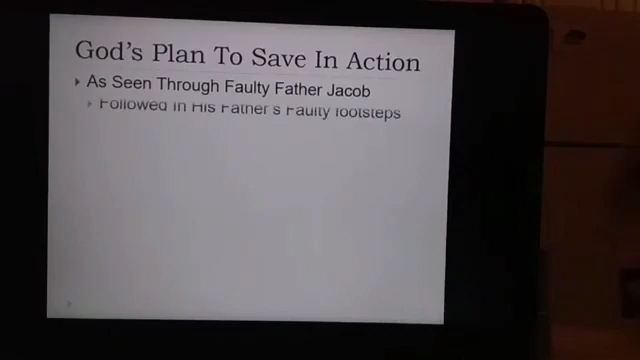 God's Plan To Save In Action
As Seen Through Faulty Father Jacob
Followed in His Father's Faulty footsteps